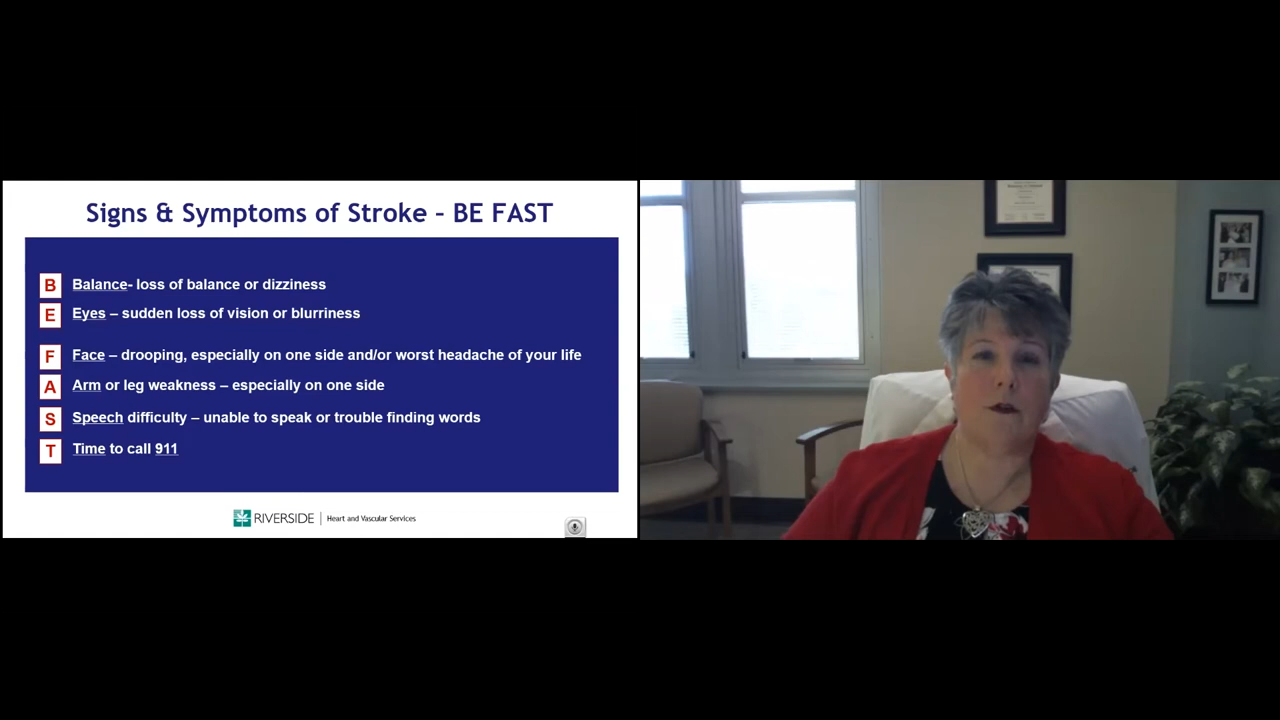 Signs & Symptoms of Stroke – BE FAST
B Balance- loss of balance or dizziness
E Eyes – sudden loss of vision or blurriness
F Face – drooping, especially on one side and/or worst headache of your life
A Arm or leg weakness – especially on one side
S Speech difficulty – unable to speak or trouble finding words
T Time to call 911
RIVERSIDE | Heart and Vascular Services